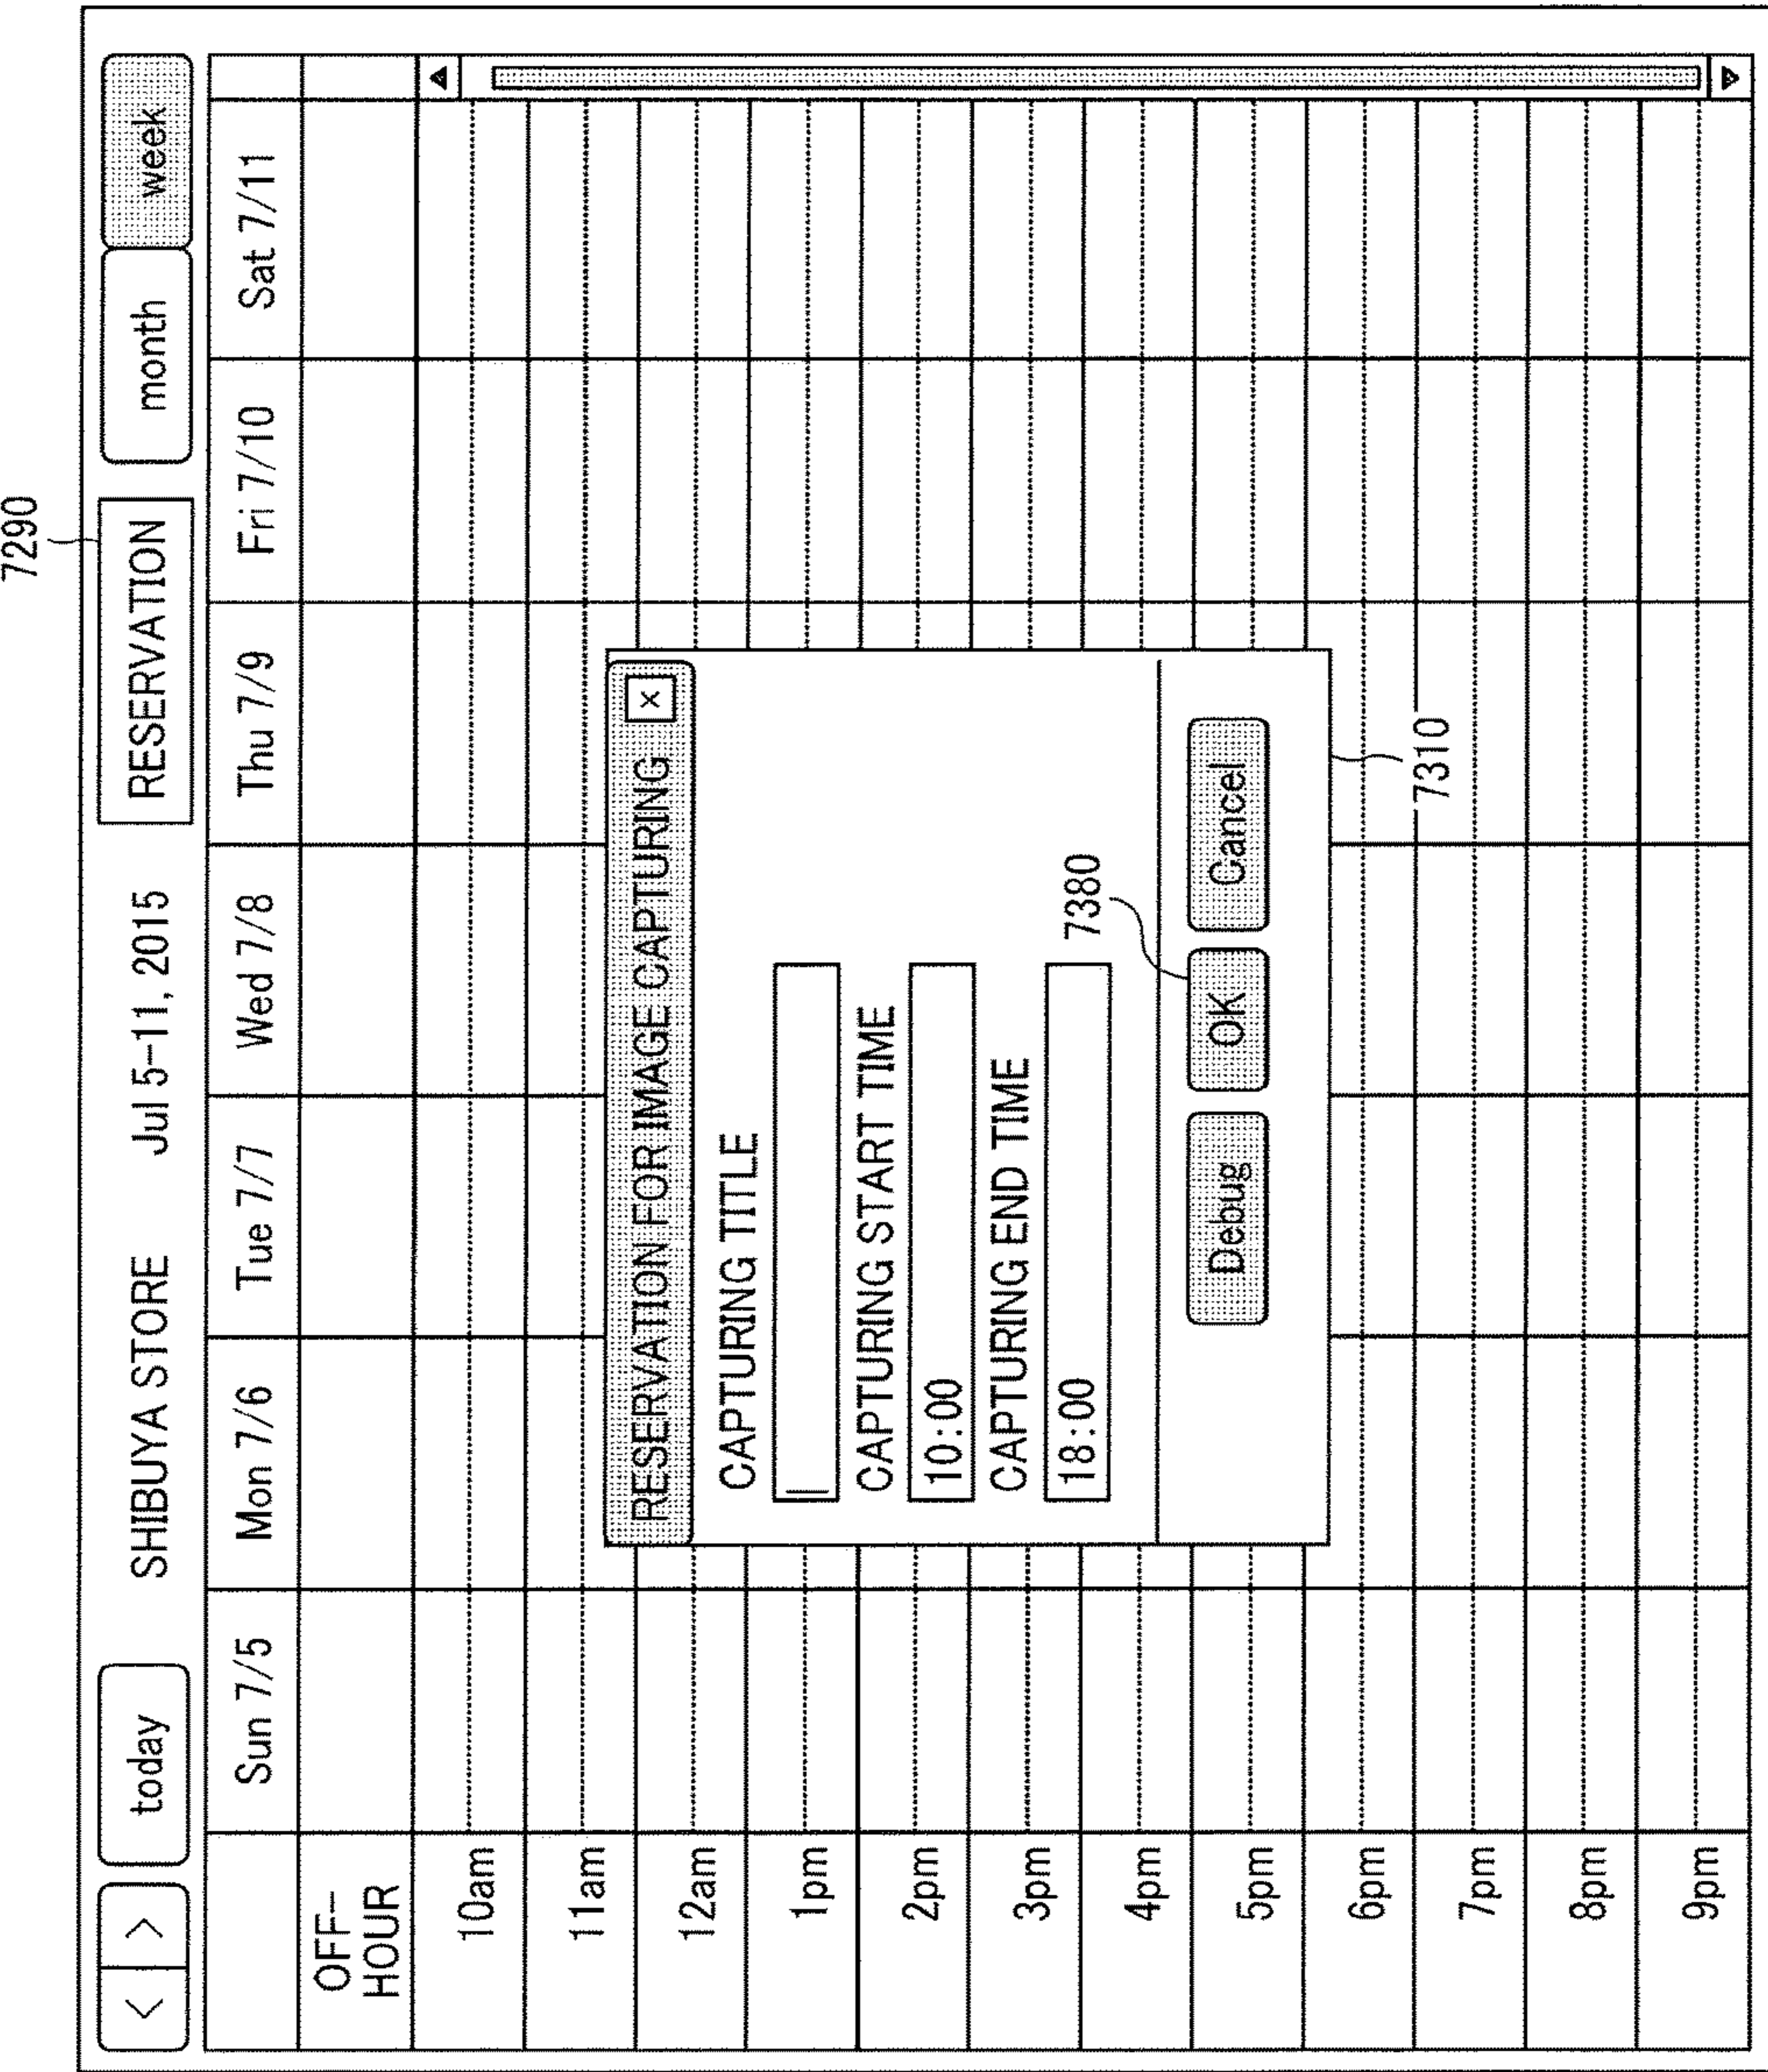 7290
< > today SHIBUYA STORE Jul 5-11, 2015 RESERVATION month week
Sun 7/5 Mon 7/6 Tue 7/7 Wed 7/8 Thu 7/9 Fri 7/10 Sat 7/11
OFF-
HOUR
10am
11am
12am
1pm
2pm
3pm
4pm
5pm
6pm
7pm
8pm
9pm
RESERVATION FOR IMAGE CAPTURING ×
CAPTURING TITLE
CAPTURING START TIME
10:00
CAPTURING END TIME
18:00
7380
Debug OK Cancel
7310